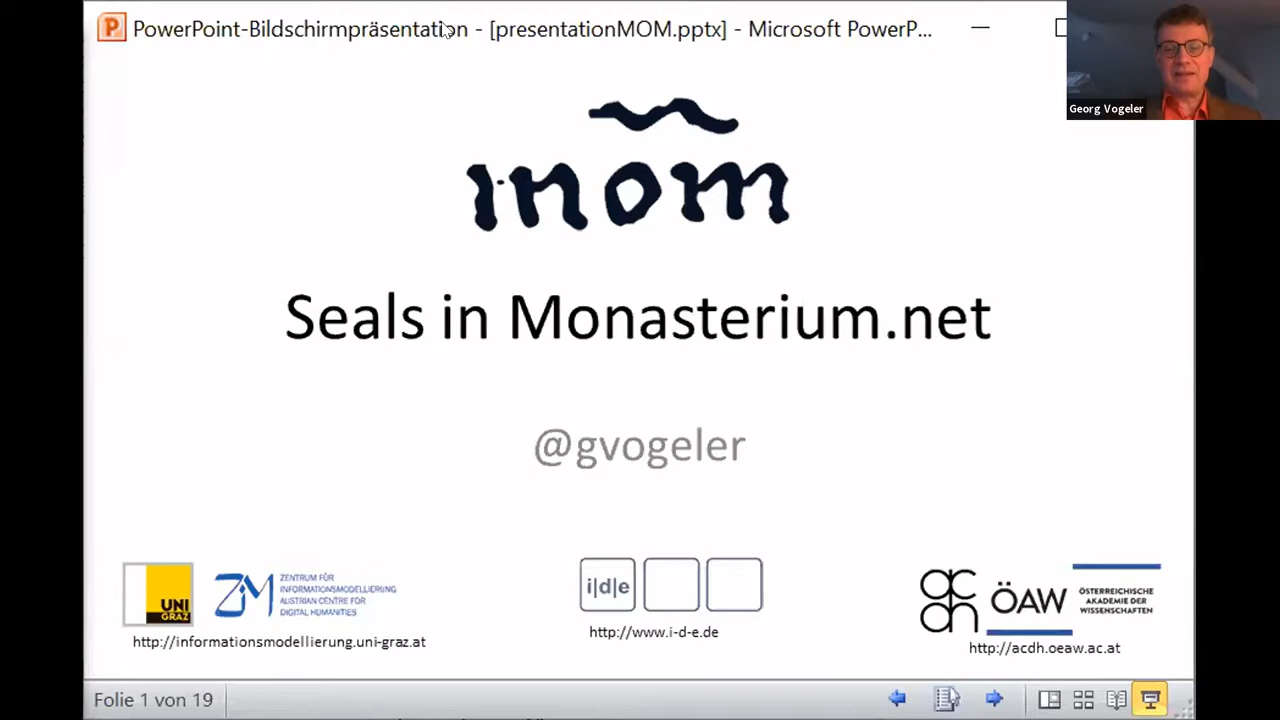 PowerPoint-Bildschirmpräsentation - [presentationMOM.pptx] - Microsoft PowerP...
Georg Vogeler
mom
Seals in Monasterium.net
@gvogeler
UNI
GRAZ
ZIM
ZENTRUM FÜR
INFORMATIONSMODELLIERUNG
AUSTRIAN CENTRE FOR
DIGITAL HUMANITIES
http://informationsmodellierung.uni-graz.at
i|d|e
http://www.i-d-e.de
acdh
ÖAW
ÖSTERREICHISCHE
AKADEMIE DER
WISSENSCHAFTEN
http://acdh.oeaw.ac.at
Folie 1 von 19